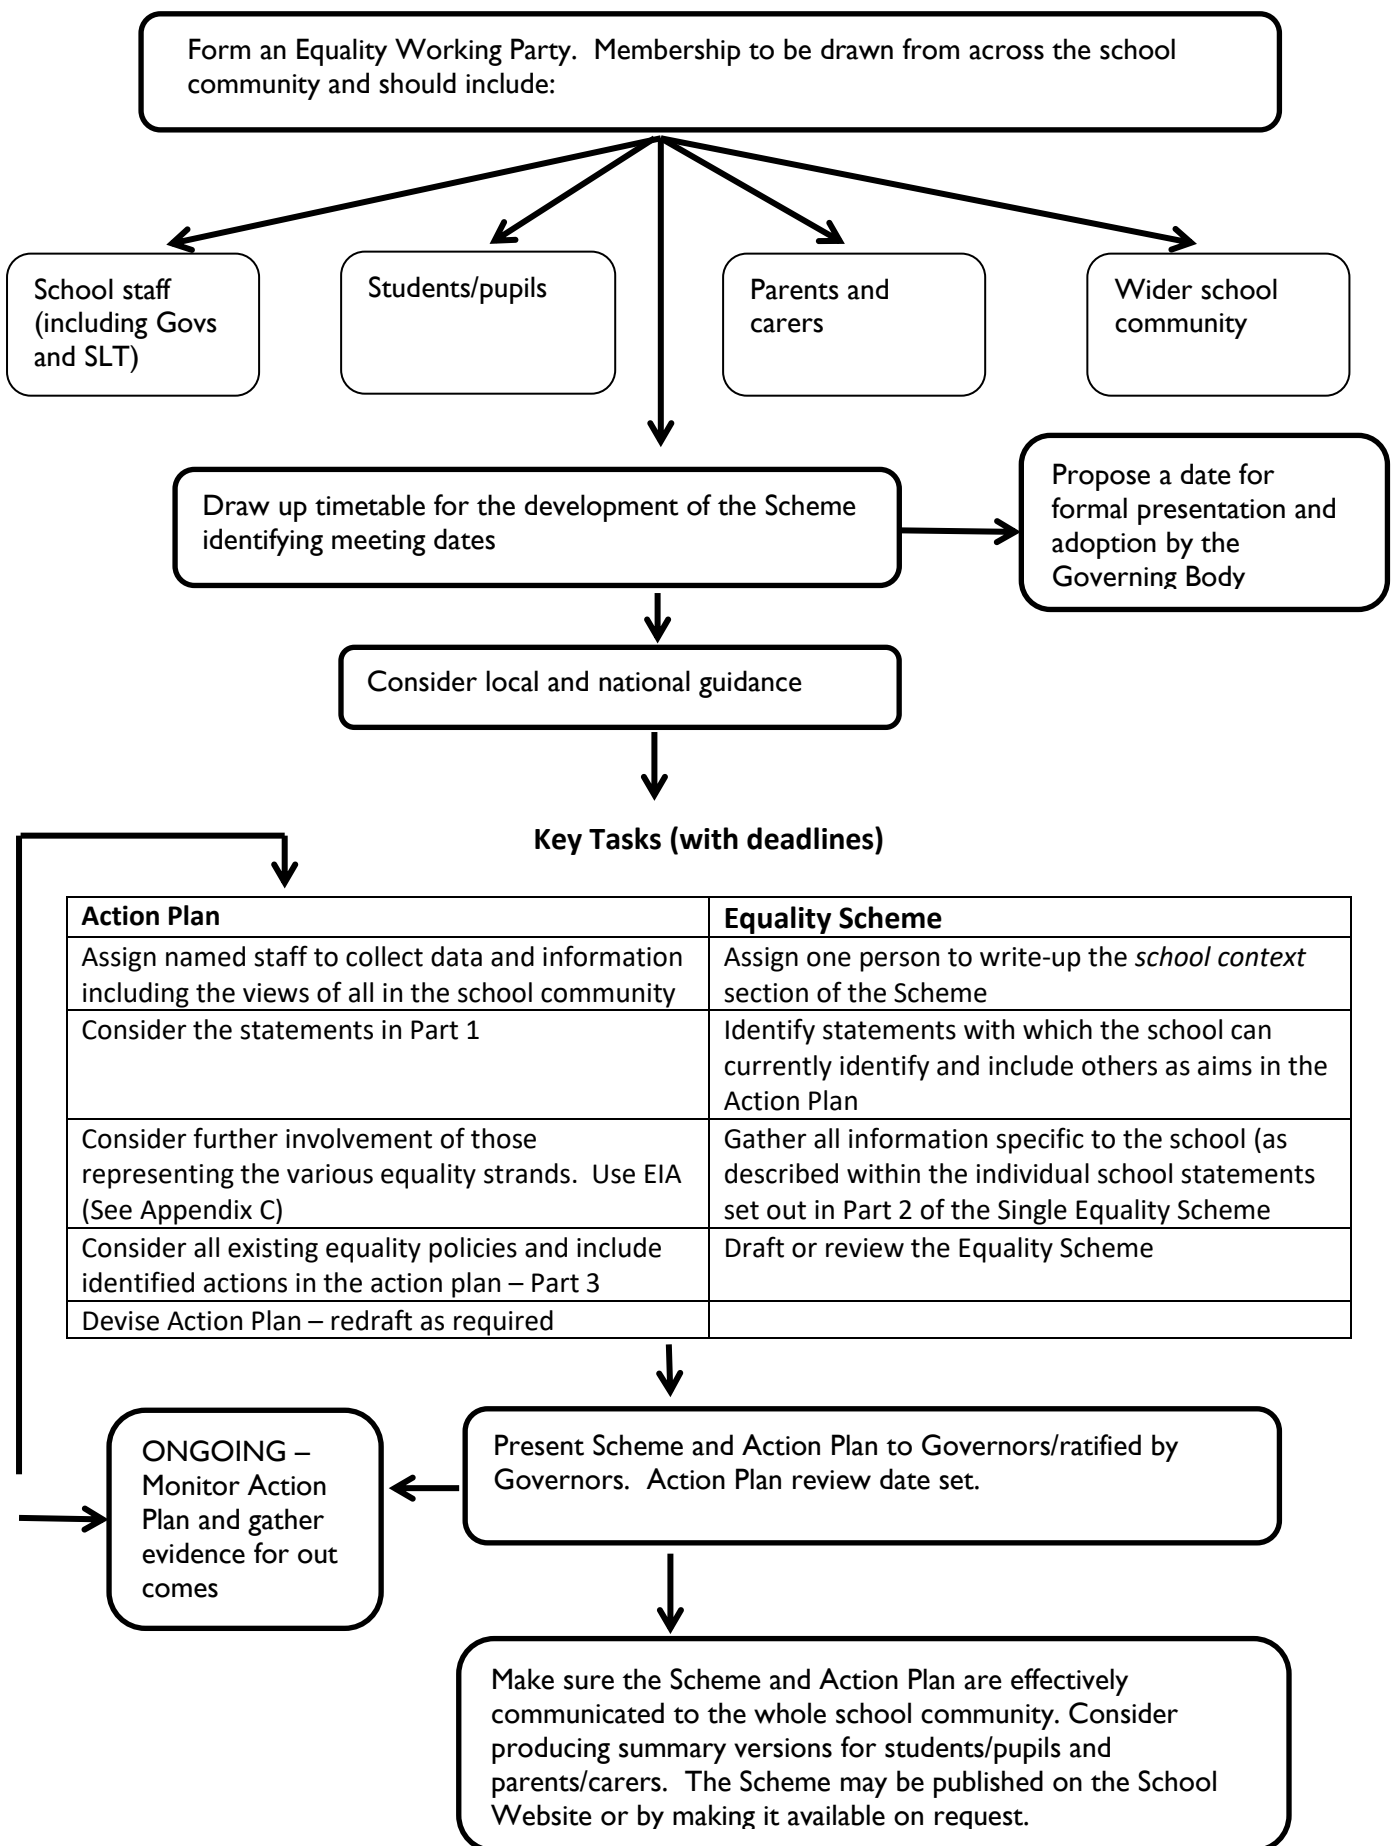 Form an Equality Working Party.  Membership to be drawn from across the school
community and should include:
School staff
(including Govs
and SLT)
Students/pupils
Parents and
carers
Wider school
community
Draw up timetable for the development of the Scheme
identifying meeting dates
Propose a date for
formal presentation and
adoption by the
Governing Body
Consider local and national guidance
Key Tasks (with deadlines)
Action Plan
Equality Scheme
Assign named staff to collect data and information
including the views of all in the school community
Assign one person to write-up the school context
section of the Scheme
Consider the statements in Part 1
Identify statements with which the school can
currently identify and include others as aims in the
Action Plan
Consider further involvement of those
representing the various equality strands.  Use EIA
(See Appendix C)
Gather all information specific to the school (as
described within the individual school statements
set out in Part 2 of the Single Equality Scheme
Consider all existing equality policies and include
identified actions in the action plan – Part 3
Draft or review the Equality Scheme
Devise Action Plan – redraft as required
ONGOING –
Monitor Action
Plan and gather
evidence for out
comes
Present Scheme and Action Plan to Governors/ratified by
Governors.  Action Plan review date set.
Make sure the Scheme and Action Plan are effectively
communicated to the whole school community. Consider
producing summary versions for students/pupils and
parents/carers.  The Scheme may be published on the School
Website or by making it available on request.